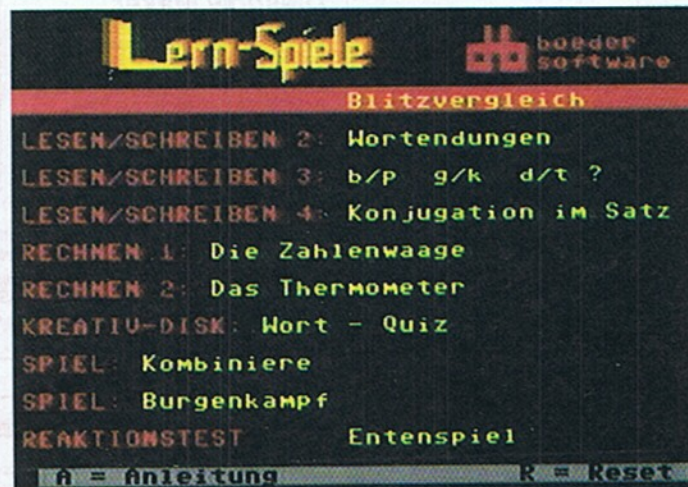 Lern-Spiele
boeder
software
Blitzvergleich
LESEN/SCHREIBEN 2: Wortendungen
LESEN/SCHREIBEN 3: b/p g/k d/t ?
LESEN/SCHREIBEN 4: Konjugation im Satz
RECHNEN 1: Die Zahlenwaage
RECHNEN 2: Das Thermometer
KREATIV-DISK: Wort - Quiz
SPIEL: Kombiniere
SPIEL: Burgenkampf
REAKTIONSTEST Entenspiel
A = Anleitung R = Reset